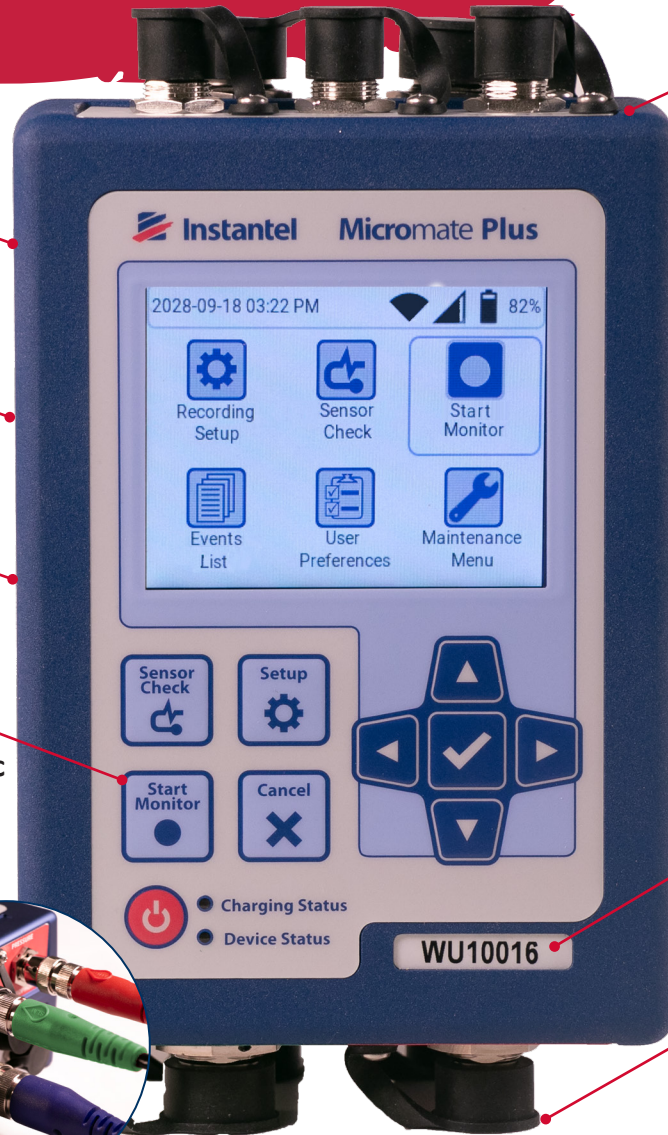 Instantel Micromate Plus
2028-09-18 03:22 PM 82%
Recording Setup
Sensor Check
Start Monitor
Events List
User Preferences
Maintenance Menu
Sensor Check
Setup
Start Monitor
Cancel
c
Charging Status
Device Status
WU10016